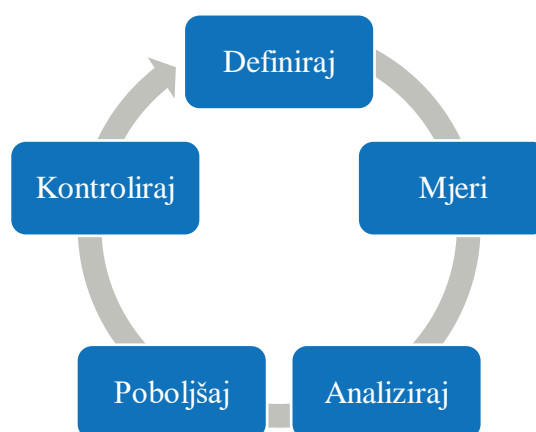 Definiraj
Mjeri
Analiziraj
Poboljšaj
Kontroliraj